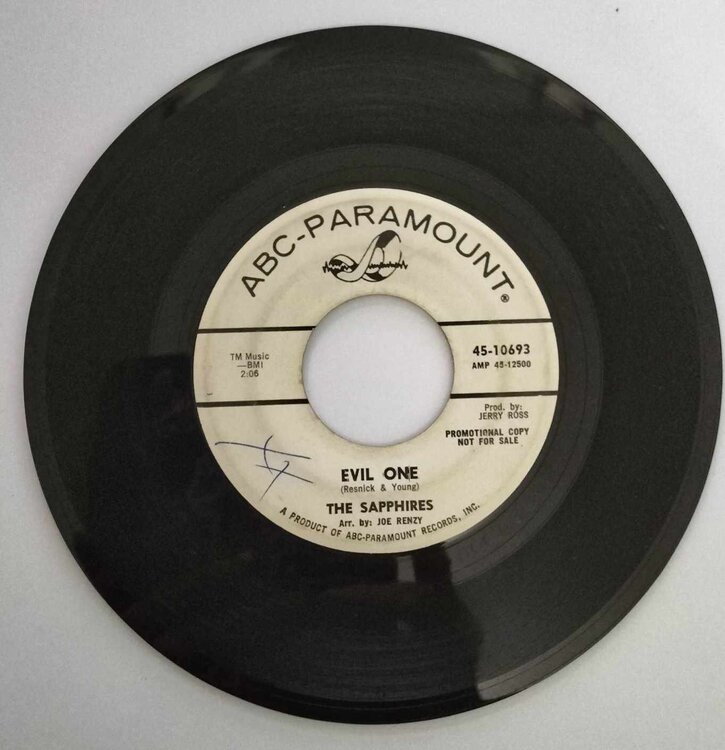 ABC-PARAMOUNT®
TM Music
—BMI
2:05
45-10693
AMP 45-12500
Prod. by:
JERRY ROSS
PROMOTIONAL COPY
NOT FOR SALE
EVIL ONE
(Resnick & Young)
THE SAPPHIRES
Arr. by: JOE RENZY
A PRODUCT OF ABC-PARAMOUNT RECORDS, INC.